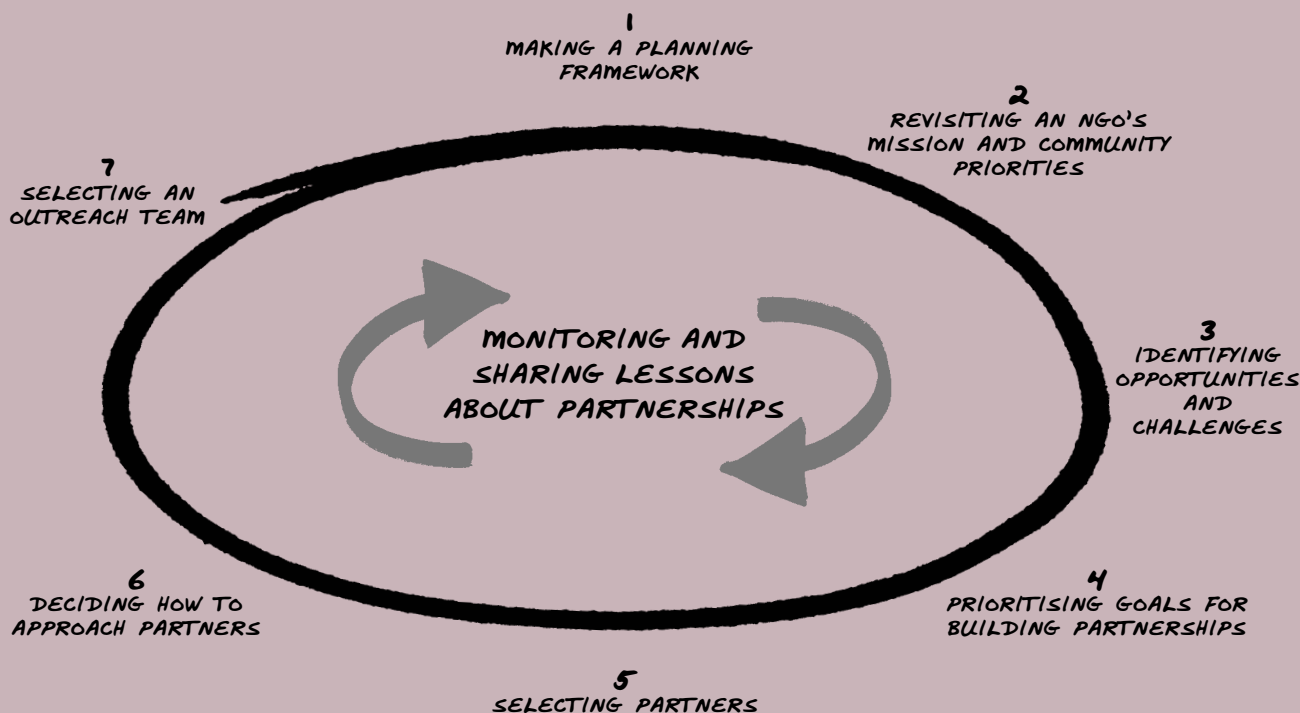 1
MAKING A PLANNING
FRAMEWORK
2
REVISITING AN NGO'S
MISSION AND COMMUNITY
PRIORITIES
3
IDENTIFYING
OPPORTUNITIES
AND
CHALLENGES
4
PRIORITISING GOALS FOR
BUILDING PARTNERSHIPS
5
SELECTING PARTNERS
6
DECIDING HOW TO
APPROACH PARTNERS
7
SELECTING AN
OUTREACH TEAM
MONITORING AND
SHARING LESSONS
ABOUT PARTNERSHIPS